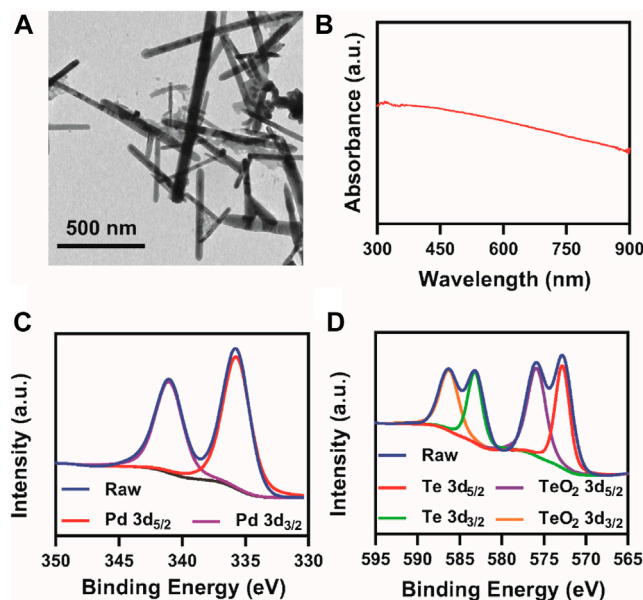 A
500 nm
B
Absorbance (a.u.)
300 450 600 750 900
Wavelength (nm)
C
Intensity (a.u.)
Raw
Pd 3d5/2 Pd 3d3/2
350 345 340 335 330
Binding Energy (eV)
D
Intensity (a.u.)
Raw TeO2 3d5/2
Te 3d5/2 TeO2 3d3/2
Te 3d3/2
595 590 585 580 575 570 565
Binding Energy (eV)